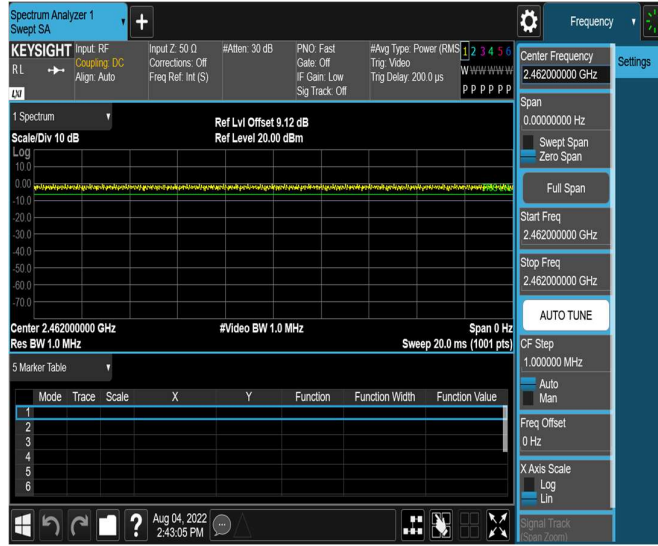 Spectrum Analyzer 1
Swept SA
Frequency
KEYSIGHT
Input: RF
Input Z: 50 Ω
#Atten: 30 dB
PNO: Fast
#Avg Type: Power (RMS
1 2 3 4 5 6
R L
Coupling: DC
Corrections: Off
Gate: Off
Trig: Video
W W W W W W
Align: Auto
Freq Ref: Int (S)
IF Gain: Low
Trig Delay: 200.0 µs
Sig Track: Off
P P P P P P
LXI
Center Frequency
2.462000000 GHz
Settings
Span
0.00000000 Hz
Swept Span
Zero Span
Full Span
Start Freq
2.462000000 GHz
Stop Freq
2.462000000 GHz
AUTO TUNE
CF Step
1.000000 MHz
Auto
Man
Freq Offset
0 Hz
X Axis Scale
Log
Lin
Signal Track
(Span Zoom)
1 Spectrum
Ref Lvl Offset 9.12 dB
Scale/Div 10 dB
Ref Level 20.00 dBm
Log
10.0
0.00
-10.0
-20.0
-30.0
-40.0
-50.0
-60.0
-70.0
Center 2.462000000 GHz
#Video BW 1.0 MHz
Span 0 Hz
Res BW 1.0 MHz
Sweep 20.0 ms (1001 pts)
5 Marker Table
Mode Trace Scale X Y Function Function Width Function Value
1
2
3
4
5
6
?
Aug 04, 2022
2:43:05 PM